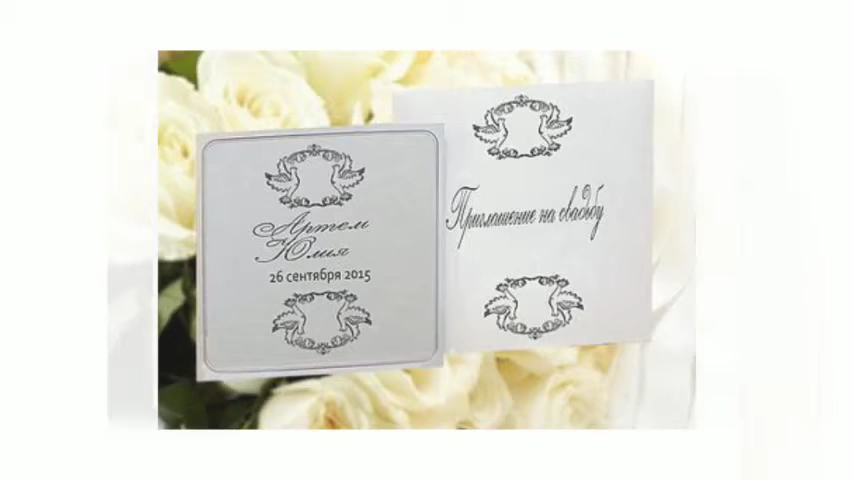 Артем
Юлия
26 сентября 2015
Приглашение на свадьбу